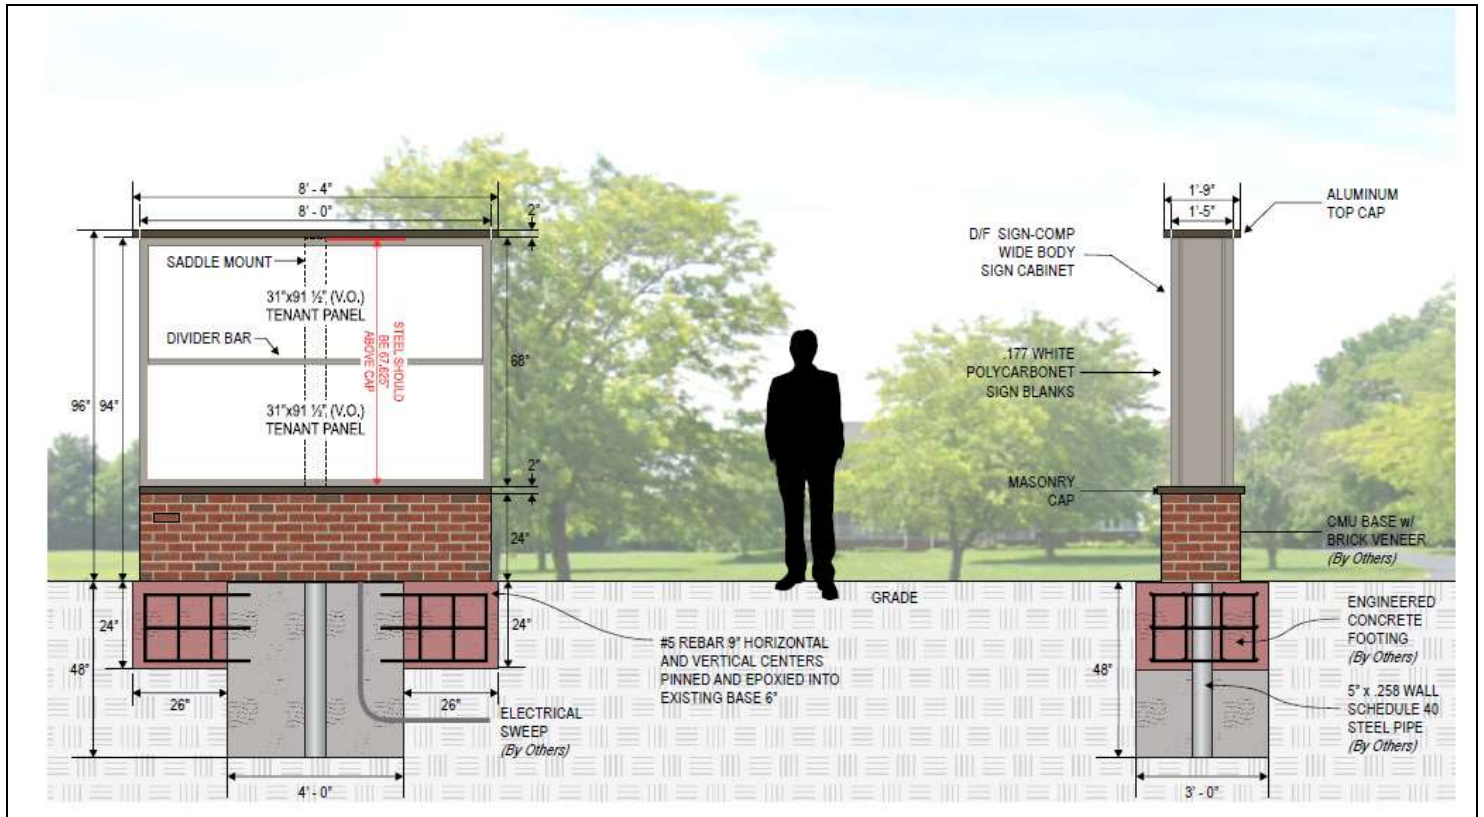 8' - 4"
8' - 0"
2"
SADDLE MOUNT
31"x91 ½" (V.O.)
TENANT PANEL
DIVIDER BAR
STEEL SHOULD
BE 67.625"
ABOVE CAP
68"
96"
94"
31"x91 ½" (V.O.)
TENANT PANEL
2"
24"
24"
24"
48"
26"
26"
4' - 0"
#5 REBAR 9" HORIZONTAL
AND VERTICAL CENTERS
PINNED AND EPOXIED INTO
EXISTING BASE 6"
ELECTRICAL
SWEEP
(By Others)
GRADE
1'-9"
1'-5"
ALUMINUM
TOP CAP
D/F SIGN-COMP
WIDE BODY
SIGN CABINET
.177 WHITE
POLYCARBONET
SIGN BLANKS
MASONRY
CAP
CMU BASE w/
BRICK VENEER
(By Others)
ENGINEERED
CONCRETE
FOOTING
(By Others)
48"
5" x .258 WALL
SCHEDULE 40
STEEL PIPE
(By Others)
3' - 0"